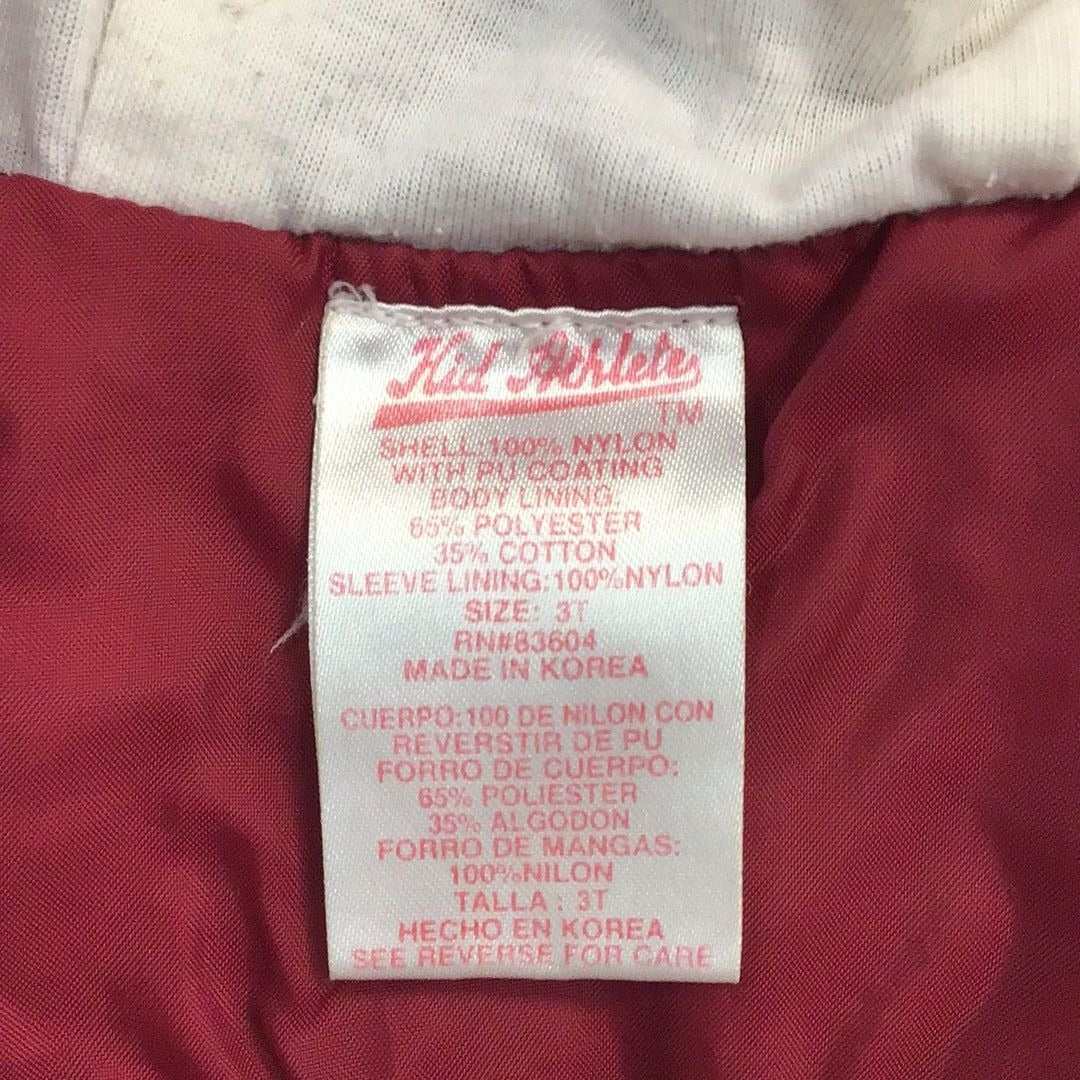 Kid Athlete
TM
SHELL:100% NYLON
WITH PU COATING
BODY LINING:
65% POLYESTER
35% COTTON
SLEEVE LINING:100%NYLON
SIZE: 3T
RN#83604
MADE IN KOREA
CUERPO:100 DE NILON CON
REVERSTIR DE PU
FORRO DE CUERPO:
65% POLIESTER
35% ALGODON
FORRO DE MANGAS:
100%NILON
TALLA : 3T
HECHO EN KOREA
SEE REVERSE FOR CARE